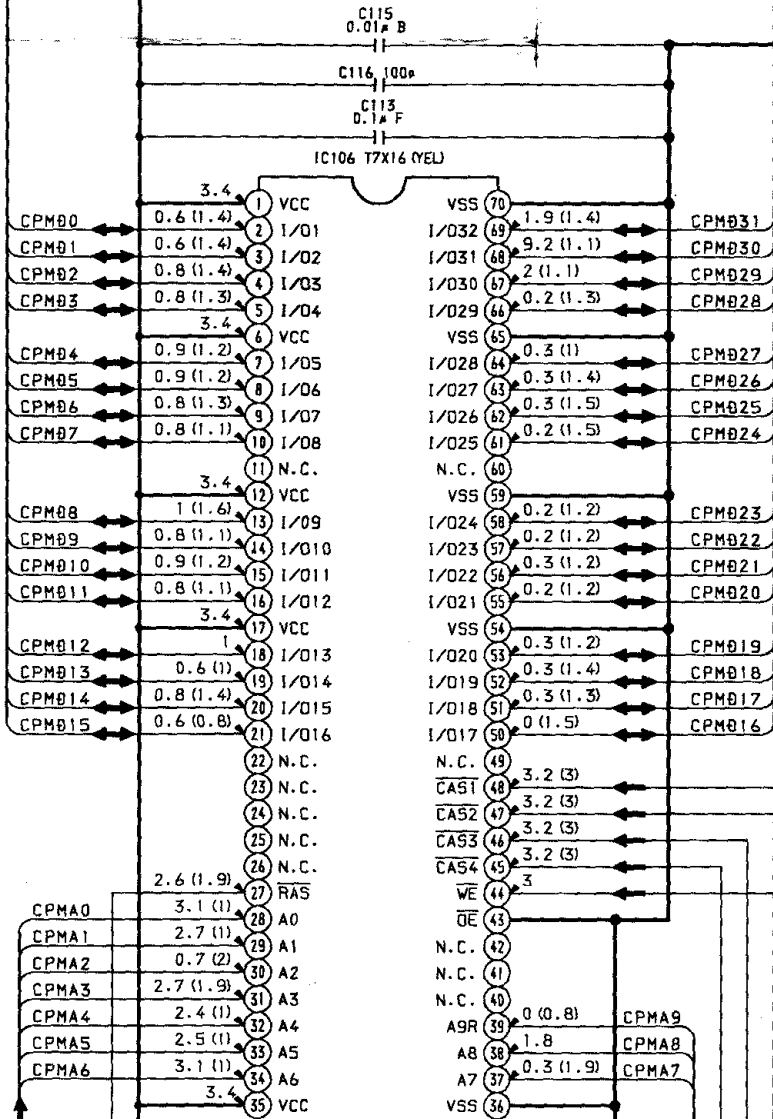 C115
0.01μ B
C116 100p
C113
0.1μ F
IC106 T7X16 (YEL)
3.4 1 VCC VSS 70
CPMD0 0.6 (1.4) 2 I/O1 I/O32 69 1.9 (1.4) CPMD31
CPMD1 0.6 (1.4) 3 I/O2 I/O31 68 9.2 (1.1) CPMD30
CPMD2 0.8 (1.4) 4 I/O3 I/O30 67 2 (1.1) CPMD29
CPMD3 0.8 (1.3) 5 I/O4 I/O29 66 0.2 (1.3) CPMD28
3.4 6 VCC VSS 65
CPMD4 0.9 (1.2) 7 I/O5 I/O28 64 0.3 (1) CPMD27
CPMD5 0.9 (1.2) 8 I/O6 I/O27 63 0.3 (1.4) CPMD26
CPMD6 0.8 (1.3) 9 I/O7 I/O26 62 0.3 (1.5) CPMD25
CPMD7 0.8 (1.1) 10 I/O8 I/O25 61 0.2 (1.5) CPMD24
11 N.C. N.C. 60
3.4 12 VCC VSS 59
CPMD8 1 (1.6) 13 I/O9 I/O24 58 0.2 (1.2) CPMD23
CPMD9 0.8 (1.1) 14 I/O10 I/O23 57 0.2 (1.2) CPMD22
CPMD10 0.9 (1.2) 15 I/O11 I/O22 56 0.3 (1.2) CPMD21
CPMD11 0.8 (1.1) 16 I/O12 I/O21 55 0.2 (1.2) CPMD20
3.4 17 VCC VSS 54
CPMD12 1 18 I/O13 I/O20 53 0.3 (1.2) CPMD19
CPMD13 0.6 (1) 19 I/O14 I/O19 52 0.3 (1.4) CPMD18
CPMD14 0.8 (1.4) 20 I/O15 I/O18 51 0.3 (1.3) CPMD17
CPMD15 0.6 (0.8) 21 I/O16 I/O17 50 0 (1.5) CPMD16
22 N.C. N.C. 49
23 N.C. CAS1 48 3.2 (3)
24 N.C. CAS2 47 3.2 (3)
25 N.C. CAS3 46 3.2 (3)
26 N.C. CAS4 45 3.2 (3)
2.6 (1.9) 27 RAS WE 44 3
CPMA0 3.1 (1) 28 A0 OE 43
CPMA1 2.7 (1) 29 A1 N.C. 42
CPMA2 0.7 (2) 30 A2 N.C. 41
CPMA3 2.7 (1.9) 31 A3 N.C. 40
CPMA4 2.4 (1) 32 A4 A9R 39 0 (0.8) CPMA9
CPMA5 2.5 (1) 33 A5 A8 38 1.8 CPMA8
CPMA6 3.1 (1) 34 A6 A7 37 0.3 (1.9) CPMA7
3.4 35 VCC VSS 36